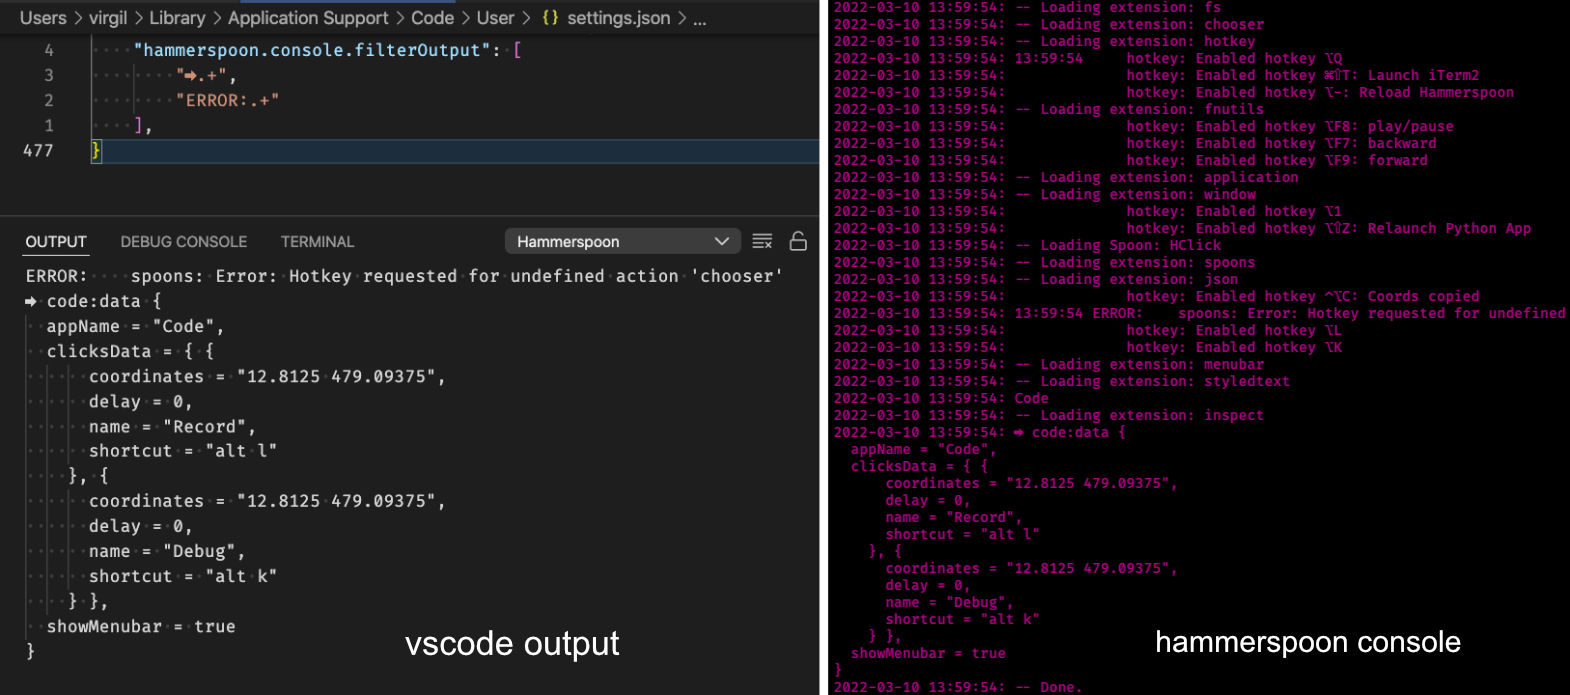 Users > virgil > Library > Application Support > Code > User > {} settings.json > ...
4 "hammerspoon.console.filterOutput": [
3 "➡.+",
2 "ERROR:.+"
1 ],
477 }
OUTPUT DEBUG CONSOLE TERMINAL Hammerspoon
ERROR: spoons: Error: Hotkey requested for undefined action 'chooser'
➡ code:data {
appName = "Code",
clicksData = { {
coordinates = "12.8125 479.09375",
delay = 0,
name = "Record",
shortcut = "alt l"
}, {
coordinates = "12.8125 479.09375",
delay = 0,
name = "Debug",
shortcut = "alt k"
} },
showMenubar = true
}
vscode output
2022-03-10 13:59:54: -- Loading extension: fs
2022-03-10 13:59:54: -- Loading extension: chooser
2022-03-10 13:59:54: -- Loading extension: hotkey
2022-03-10 13:59:54: 13:59:54 hotkey: Enabled hotkey ⌥Q
2022-03-10 13:59:54: hotkey: Enabled hotkey ⌘⇧T: Launch iTerm2
2022-03-10 13:59:54: hotkey: Enabled hotkey ⌥-: Reload Hammerspoon
2022-03-10 13:59:54: -- Loading extension: fnutils
2022-03-10 13:59:54: hotkey: Enabled hotkey ⌥F8: play/pause
2022-03-10 13:59:54: hotkey: Enabled hotkey ⌥F7: backward
2022-03-10 13:59:54: hotkey: Enabled hotkey ⌥F9: forward
2022-03-10 13:59:54: -- Loading extension: application
2022-03-10 13:59:54: -- Loading extension: window
2022-03-10 13:59:54: hotkey: Enabled hotkey ⌥1
2022-03-10 13:59:54: hotkey: Enabled hotkey ⌥⇧Z: Relaunch Python App
2022-03-10 13:59:54: -- Loading Spoon: HClick
2022-03-10 13:59:54: -- Loading extension: spoons
2022-03-10 13:59:54: -- Loading extension: json
2022-03-10 13:59:54: hotkey: Enabled hotkey ^⌥C: Coords copied
2022-03-10 13:59:54: 13:59:54 ERROR: spoons: Error: Hotkey requested for undefined
2022-03-10 13:59:54: hotkey: Enabled hotkey ⌥L
2022-03-10 13:59:54: hotkey: Enabled hotkey ⌥K
2022-03-10 13:59:54: -- Loading extension: menubar
2022-03-10 13:59:54: -- Loading extension: styledtext
2022-03-10 13:59:54: Code
2022-03-10 13:59:54: -- Loading extension: inspect
2022-03-10 13:59:54: ➡ code:data {
appName = "Code",
clicksData = { {
coordinates = "12.8125 479.09375",
delay = 0,
name = "Record",
shortcut = "alt l"
}, {
coordinates = "12.8125 479.09375",
delay = 0,
name = "Debug",
shortcut = "alt k"
} },
showMenubar = true
}
2022-03-10 13:59:54: -- Done.
hammerspoon console